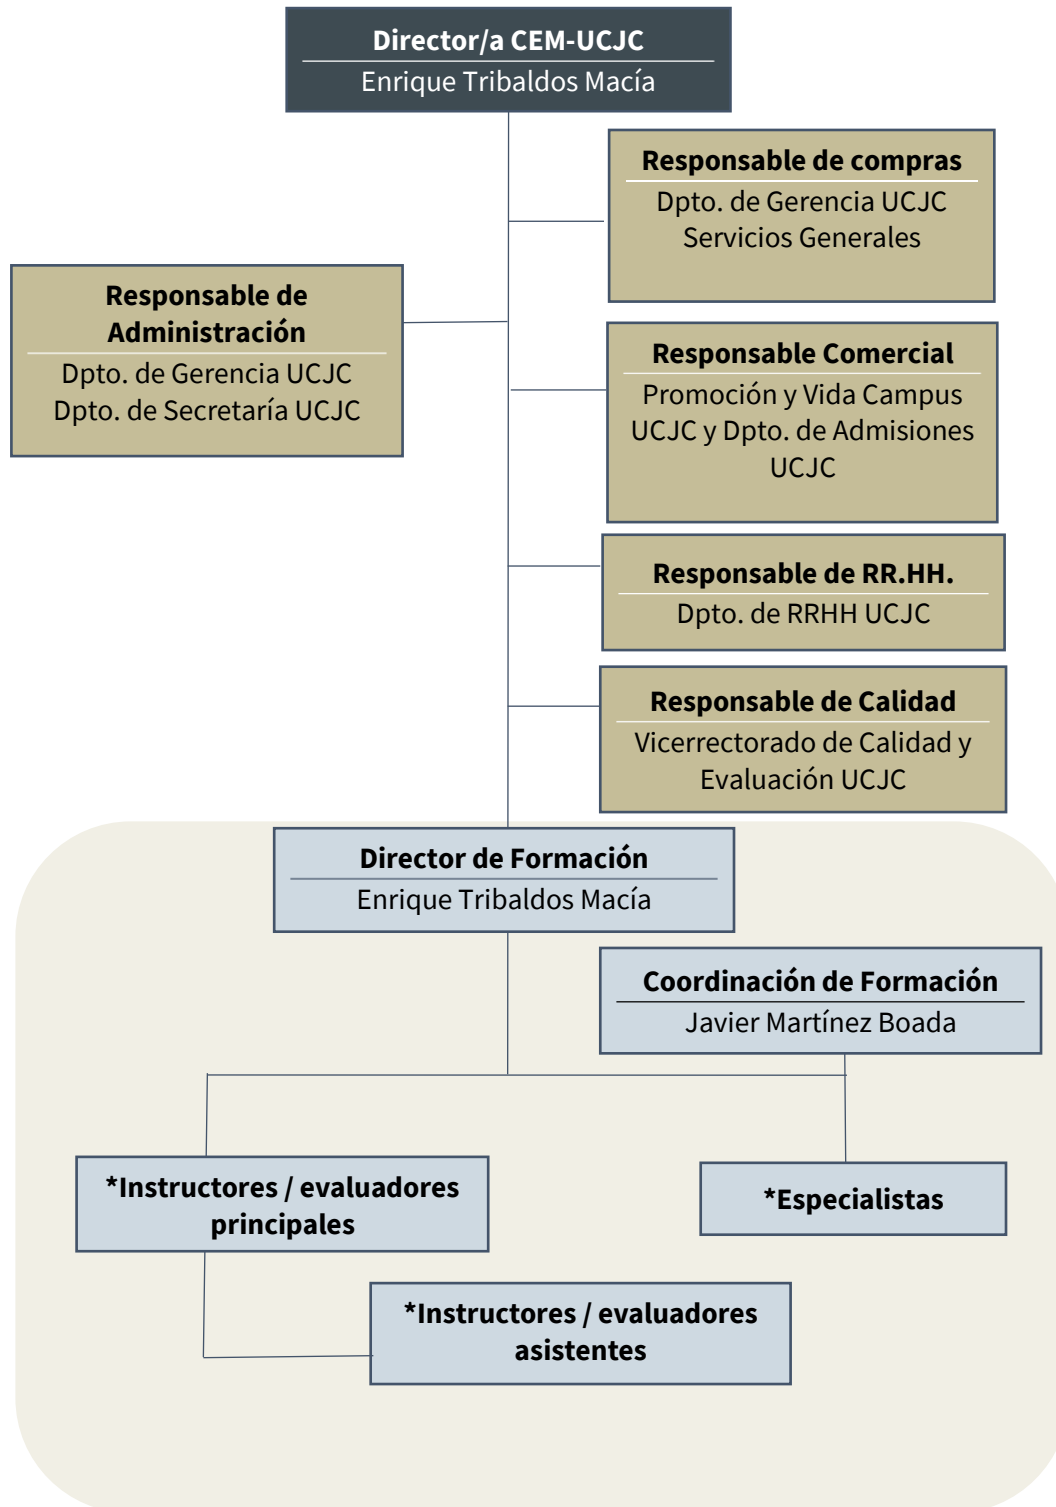 Director/a CEM-UCJC
Enrique Tribaldos Macía
Responsable de compras
Dpto. de Gerencia UCJC
Servicios Generales
Responsable de
Administración
Dpto. de Gerencia UCJC
Dpto. de Secretaría UCJC
Responsable Comercial
Promoción y Vida Campus
UCJC y Dpto. de Admisiones
UCJC
Responsable de RR.HH.
Dpto. de RRHH UCJC
Responsable de Calidad
Vicerrectorado de Calidad y
Evaluación UCJC
Director de Formación
Enrique Tribaldos Macía
Coordinación de Formación
Javier Martínez Boada
*Instructores / evaluadores
principales
*Especialistas
*Instructores / evaluadores
asistentes